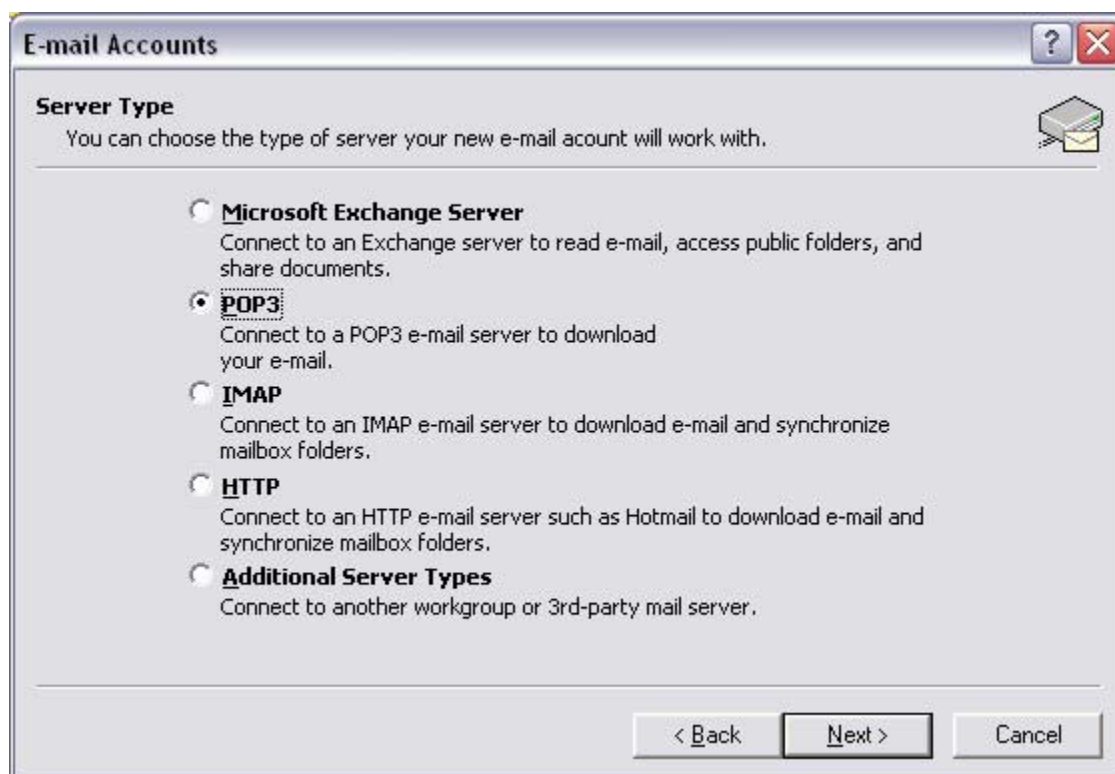 E-mail Accounts
Server Type
You can choose the type of server your new e-mail acount will work with.
Microsoft Exchange Server
Connect to an Exchange server to read e-mail, access public folders, and
share documents.
POP3
Connect to a POP3 e-mail server to download
your e-mail.
IMAP
Connect to an IMAP e-mail server to download e-mail and synchronize
mailbox folders.
HTTP
Connect to an HTTP e-mail server such as Hotmail to download e-mail and
synchronize mailbox folders.
Additional Server Types
Connect to another workgroup or 3rd-party mail server.
< Back Next > Cancel